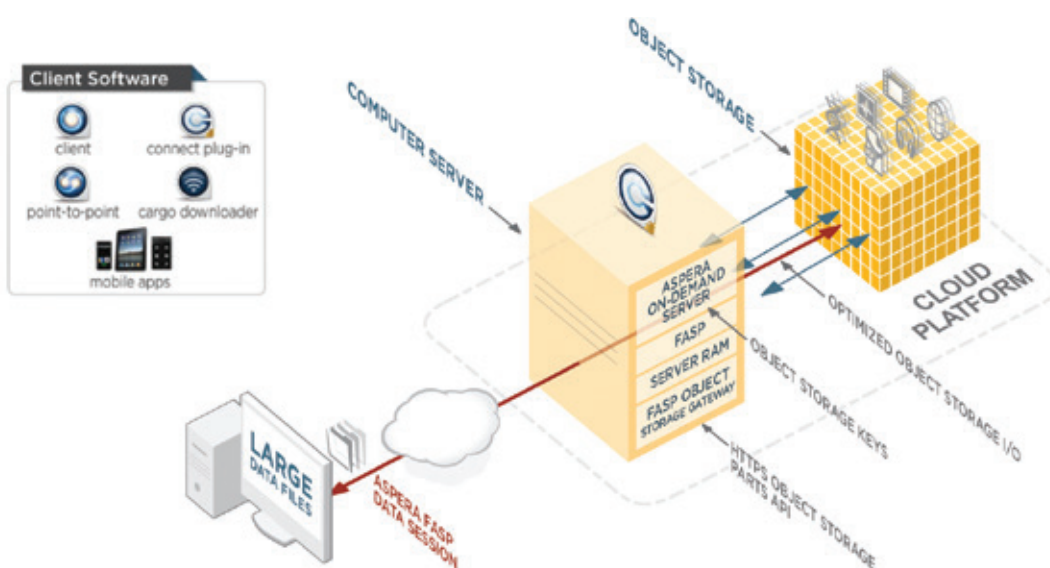 Client Software
client
connect plug-in
point-to-point
cargo downloader
mobile apps
COMPUTER SERVER
OBJECT STORAGE
ASPERA
ON-DEMAND
SERVER
FASP
SERVER RAM
FASP OBJECT
STORAGE GATEWAY
CLOUD
PLATFORM
OPTIMIZED OBJECT STORAGE I/O
OBJECT STORAGE KEYS
HTTPS OBJECT STORAGE
PARTS API
LARGE
DATA FILES
ASPERA FASP
DATA SESSION